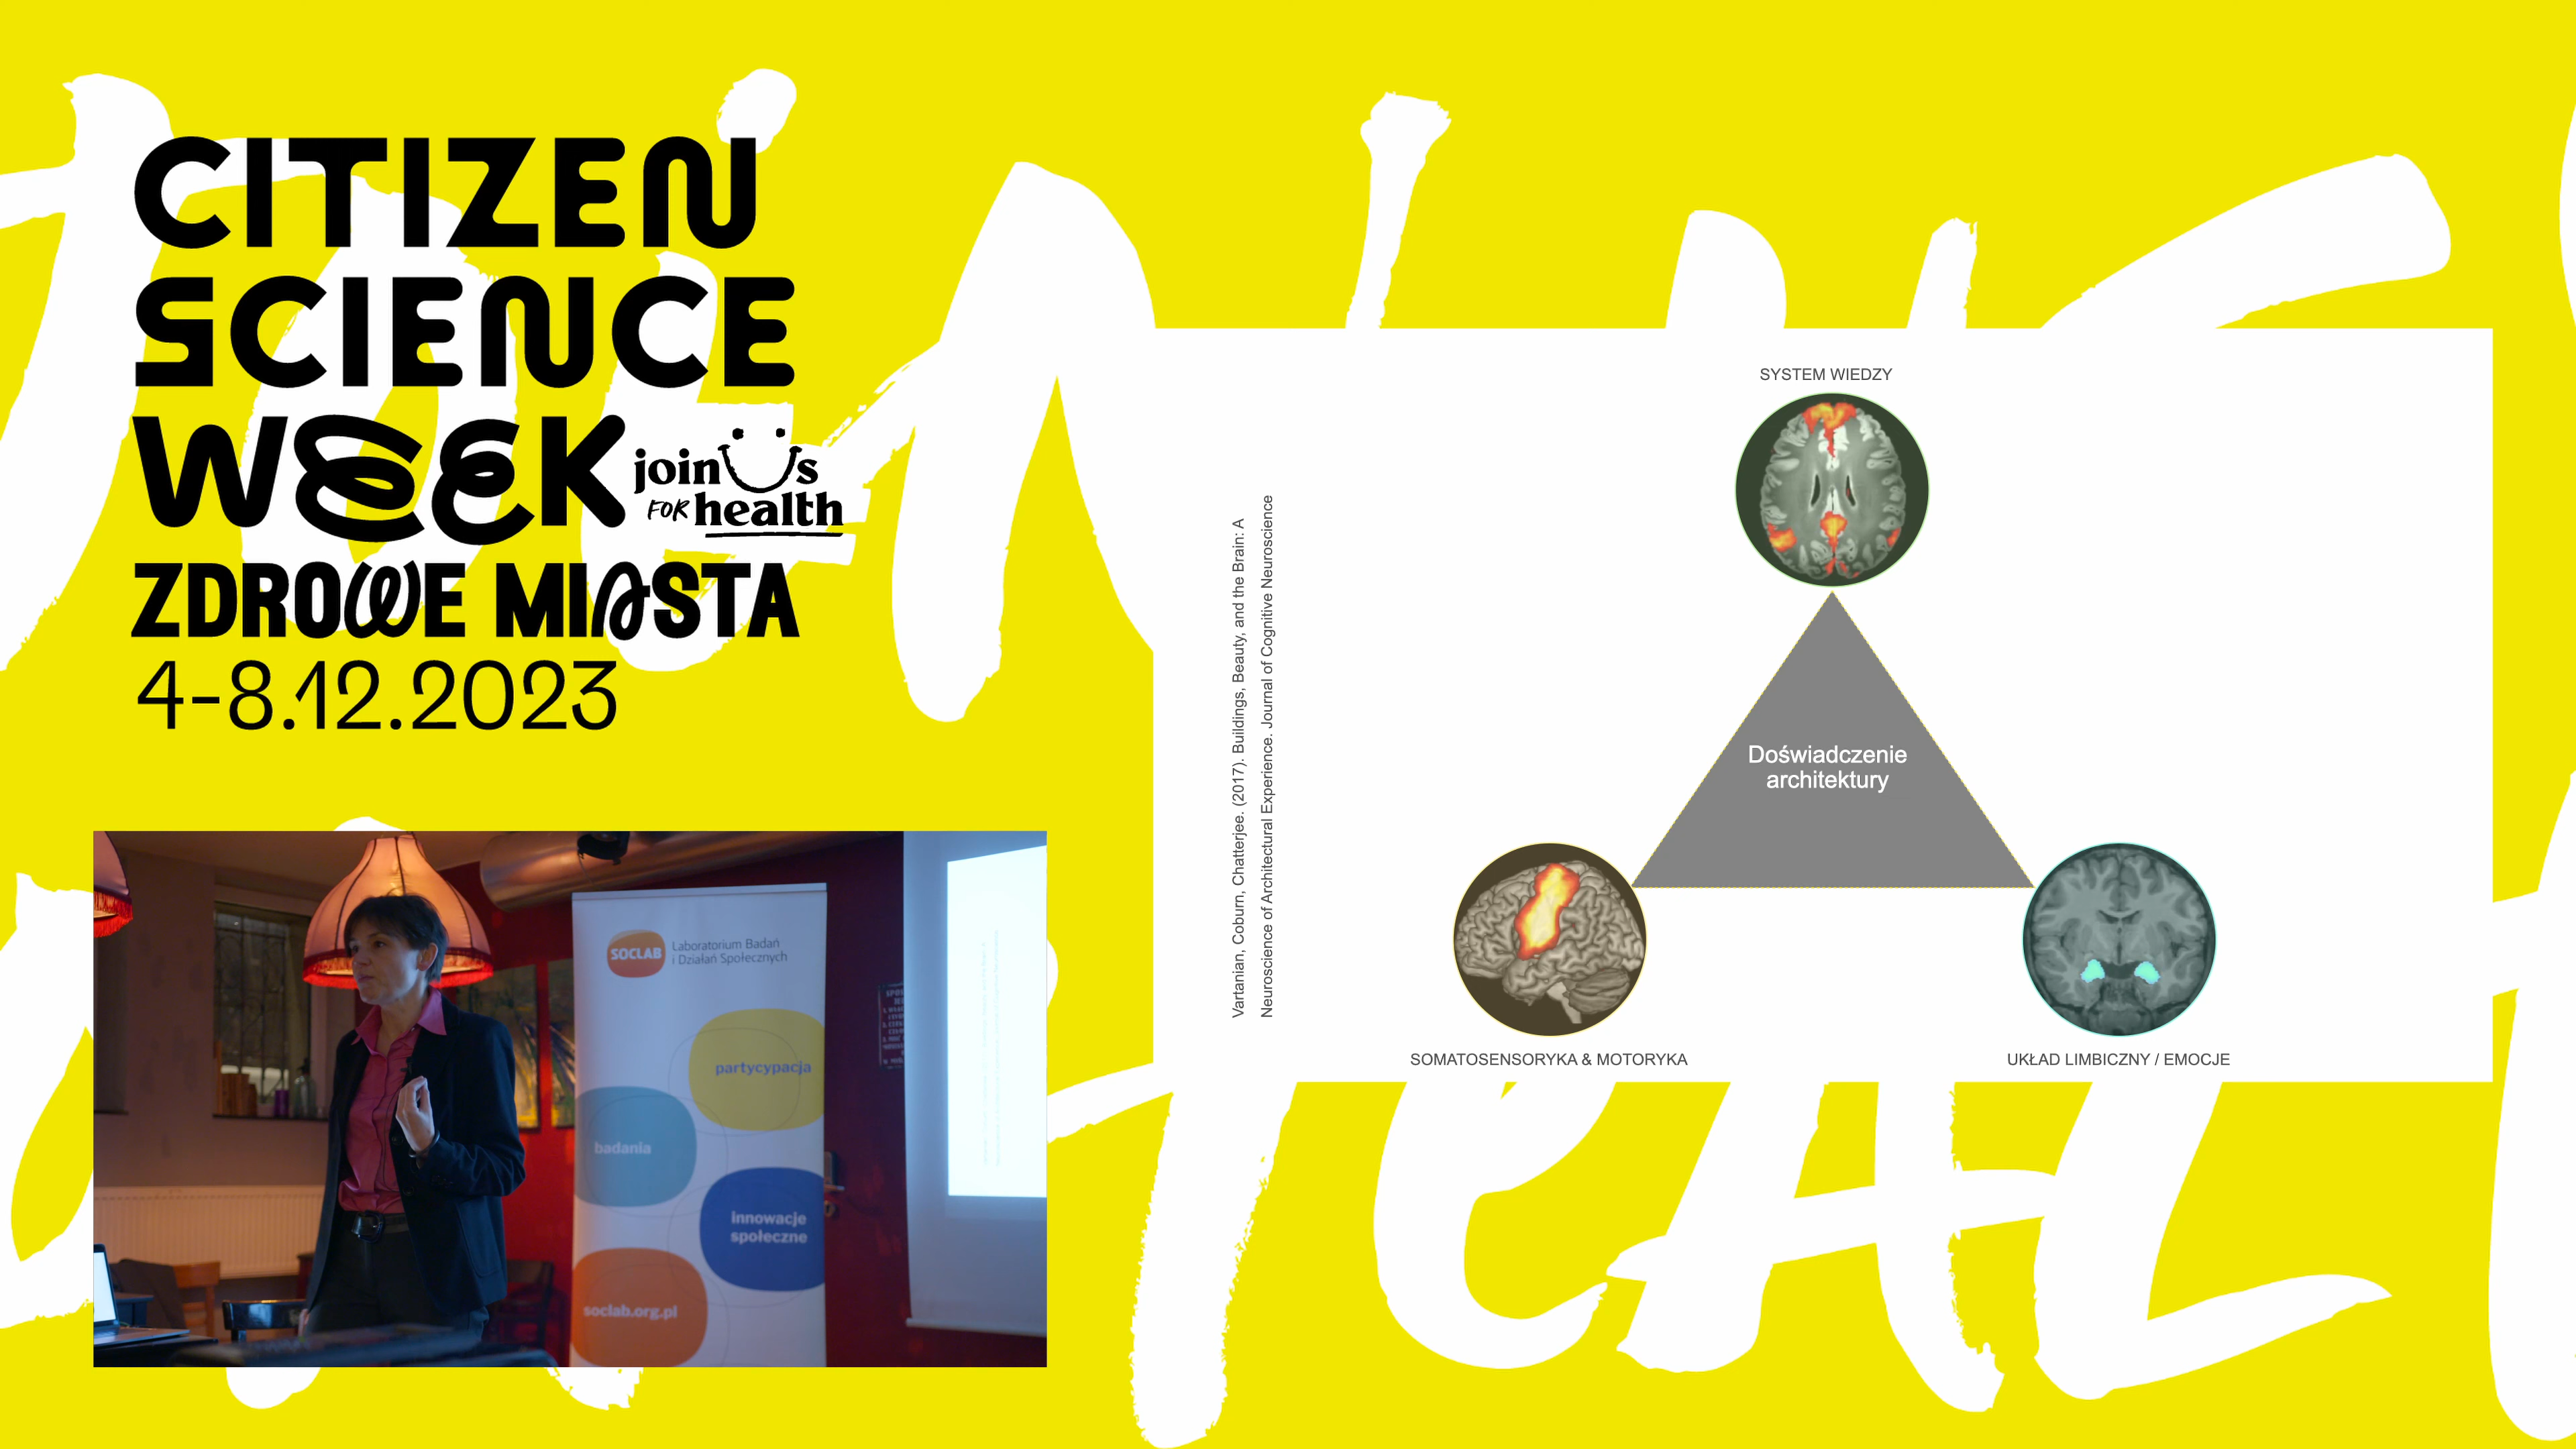 CITIZEN
SCIENCE
WEEK
join Us
FOR health
ZDROWE MIASTA
4-8.12.2023
SYSTEM WIEDZY
Doświadczenie
architektury
SOMATOSENSORYKA & MOTORYKA
UKŁAD LIMBICZNY / EMOCJE
Vartanian, Coburn, Chatterjee. (2017). Buildings, Beauty, and the Brain: A
Neuroscience of Architectural Experience. Journal of Cognitive Neuroscience
SOCLAB
Laboratorium Badań
i Działań Społecznych
partycypacja
badania
innowacje
społeczne
soclab.org.pl